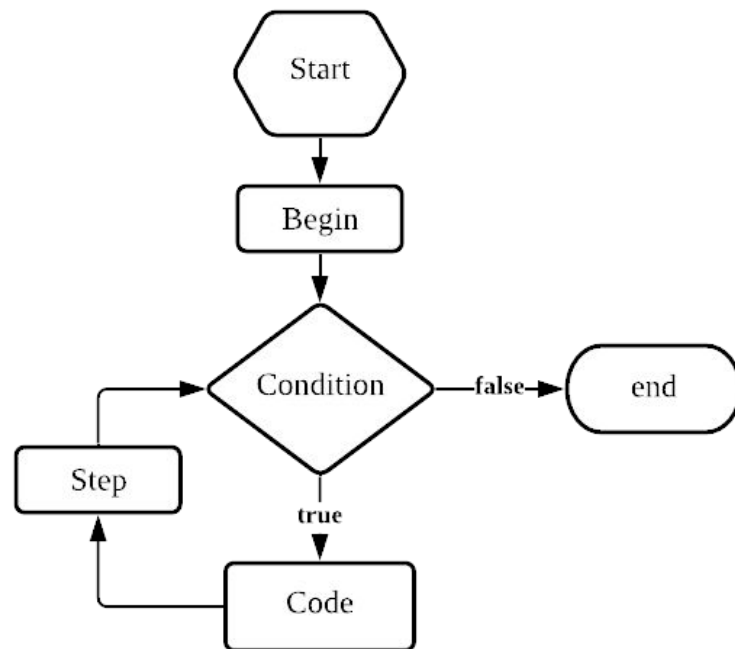 Start
Begin
Condition
false
end
Step
true
Code